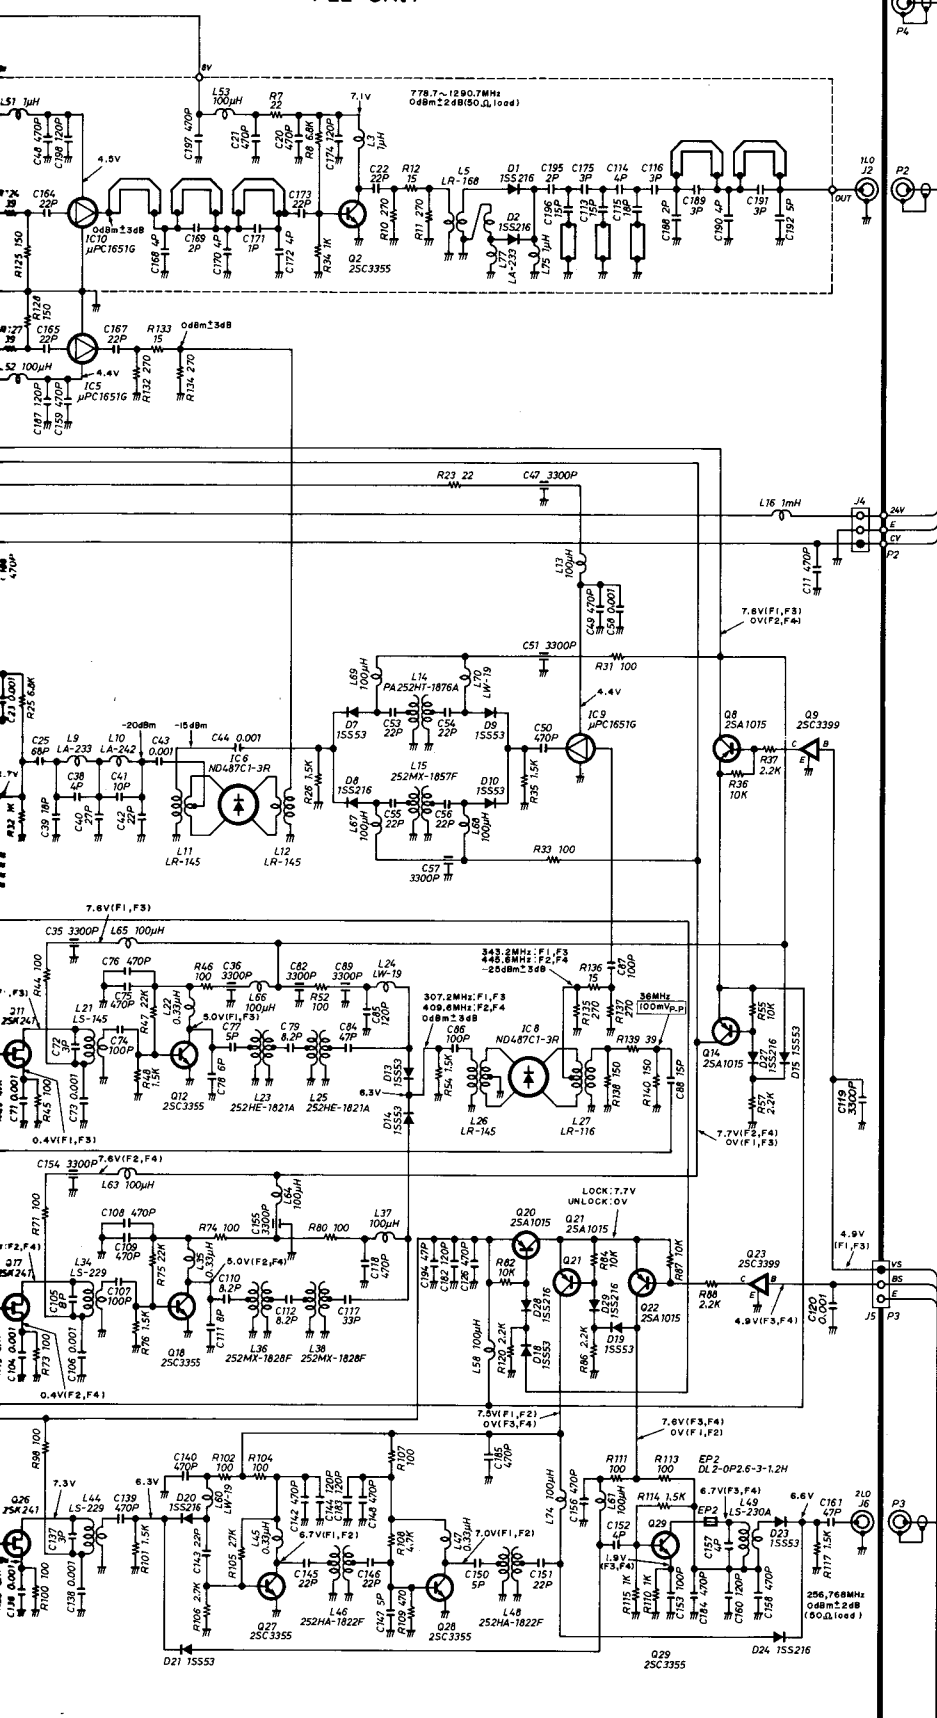 P4
8V
L51 1μH
C48 470P
C198 120P
C197 470P
L53
100μH
C21
470P
R7
22
C20
470P
R8 6.8K
C174 120P
7.1V
L3
1μH
778.7~1290.7MHz
0dBm±2dB(50Ω load)
4.5V
C164
22P
R125 150
0dBm±3dB
IC10
μPC1651G
C168 4P
C169
2P
C170 4P
C171
1P
C172 4P
C173
22P
R34 1K
Q2
2SC3355
C22
22P
R10 270
R12
15
R11 270
L5
LR-168
D1
1SS216
D2
1SS216
L77
LA-233
L75 1μH
C195
2P
C196
15P
C175
3P
C113
15P
C114
4P
C115
18P
C116
3P
C188 2P
C189
3P
C190 4P
C191
3P
C192 5P
OUT
1LO
J2
P2
R128
150
C165
22P
C167
22P
R133
15
0dBm±3dB
R132 270
R134 270
L52 100μH
4.4V
IC5
μPC1651G
C187 120P
C159 470P
R23 22
C47 3300P
L16 1mH
J4
24V
E
CV
P2
470P
L13
100μH
C49 470P
C58 0.001
C11 470P
7.6V(F1,F3)
0V(F2,F4)
C51 3300P
R31 100
C23 0.001
R25 6.8K
L69
100μH
L14
PA252HT-1876A
L70
LW-19
4.4V
IC9
μPC1651G
D7
1SS53
C53
22P
C54
22P
D9
1SS53
C50
470P
Q8
2SA1015
Q9
2SC3399
C
B
E
R37
2.2K
R36
10K
-20dBm
-15dBm
C25
68P
L9
LA-233
L10
LA-242
C43
0.001
C44 0.001
IC6
ND487C1-3R
C38
4P
C41
10P
C39 18P
C40
27P
C42
22P
R32 1K
R26 1.5K
D8
1SS216
L15
252MX-1857F
D10
1SS53
R35 1.5K
C55
22P
C56
22P
L67
100μH
L68
100μH
L11
LR-145
L12
LR-145
C57
3300P
R33 100
7.6V(F1,F3)
C35 3300P
L65 100μH
R44 100
C76 470P
C75
470P
R47 22K
L22
0.33μH
R46
100
C36
3300P
L66
100μH
C82
3300P
R52
100
C89
3300P
L24
LW-19
C85
120P
343.2MHz:F1,F3
445.6MHz:F2,F4
-25dBm±3dB
C87
100P
R136
15
R135
270
R137
270
36MHz
100mVp.p
307.2MHz:F1,F3
409.6MHz:F2,F4
0dBm±3dB
Q11
2SK241
L21
LS-145
C72
3P
C74
100P
5.0V(F1,F3)
C77
5P
C79
8.2P
C84
47P
C86
100P
IC8
ND487C1-3R
R139 39
C71 0.001
R45 100
C73 0.001
R48
1.5K
Q12
2SC3355
C78 6P
L23
252HE-1821A
L25
252HE-1821A
D13
1SS53
6.3V
D14
1SS53
R54 1.5K
L26
LR-145
L27
LR-116
R138 150
R140 150
C88 15P
0.4V(F1,F3)
Q14
2SA1015
R55
10K
D27
1SS216
D15
1SS53
R57
2.2K
C119
3300P
7.7V(F2,F4)
0V(F1,F3)
C154 3300P
7.6V(F2,F4)
L63 100μH
R71 100
C108 470P
C109
470P
R75 22K
R74 100
L35
0.33μH
C155
3300P
L64
100μH
R80 100
L37
100μH
C118
470P
LOCK:7.7V
UNLOCK:0V
Q20
2SA1015
Q21
2SA1015
Q21
C194 47P
C182 120P
C126 470P
R82
10K
D28
1SS216
R84
10K
D29
1SS216
R87 10K
Q22
2SA1015
R88
2.2K
Q23
2SC3399
C
B
E
4.9V
(F1,F3)
VS
BS
E
4.9V(F3,F4)
C120
0.001
J5
P3
Q17
2SK241
L34
LS-229
C105
8P
C107
100P
5.0V(F2,F4)
C110
8.2P
C112
8.2P
C117
33P
C104 0.001
R73 100
C106 0.001
R76 1.5K
Q18
2SC3355
C111 8P
L36
252MX-1828F
L38
252MX-1828F
L58 100μH
R120 2.2K
D18
1SS53
R86 2.2K
D19
1SS53
0.4V(F2,F4)
7.5V(F1,F2)
0V(F3,F4)
7.6V(F3,F4)
0V(F1,F2)
R98 100
C140
470P
R102
100
R104
100
R107
100
C185
470P
R111
100
R113
100
EP2
DL2-OP2.6-3-1.2H
Q26
2SK241
7.3V
L44
LS-229
C139
470P
6.3V
D20
1SS216
L60
LW-19
C142 470P
C144 120P
C183 120P
C148 470P
L74 100μH
C156 470P
L61
100μH
R114 1.5K
6.7V(F3,F4)
EP2
L49
LS-230A
6.6V
C161
47P
2LO
J6
P3
C137
3P
R101 1.5K
C143 22P
R105 27K
L45
0.33μH
6.7V(F1,F2)
R108
4.7K
L47
0.33μH
7.0V(F1,F2)
C152
4P
Q29
C157
4P
D23
1SS53
R117 1.5K
C138 0.001
R100 100
R106 2.7K
C145
22P
C146
22P
C150
5P
C151
22P
1.9V
(F3,F4)
R115 1K
R110 1K
C153 100P
C184 470P
C160 120P
C158 470P
256,768MHz
0dBm±2dB
(50Ω load)
Q27
2SC3355
L46
252HA-1822F
C147 5P
R109 470
Q28
2SC3355
L48
252HA-1822F
D21 1SS53
Q29
2SC3355
D24 1SS216